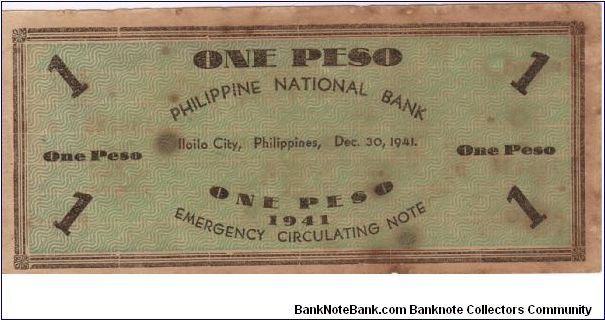 ONE PESO
1
1
PHILIPPINE NATIONAL BANK
Iloilo City, Philippines, Dec. 30, 1941.
One Peso
One Peso
ONE PESO
1
1
1941
EMERGENCY CIRCULATING NOTE
BankNoteBank.com Banknote Collectors Community